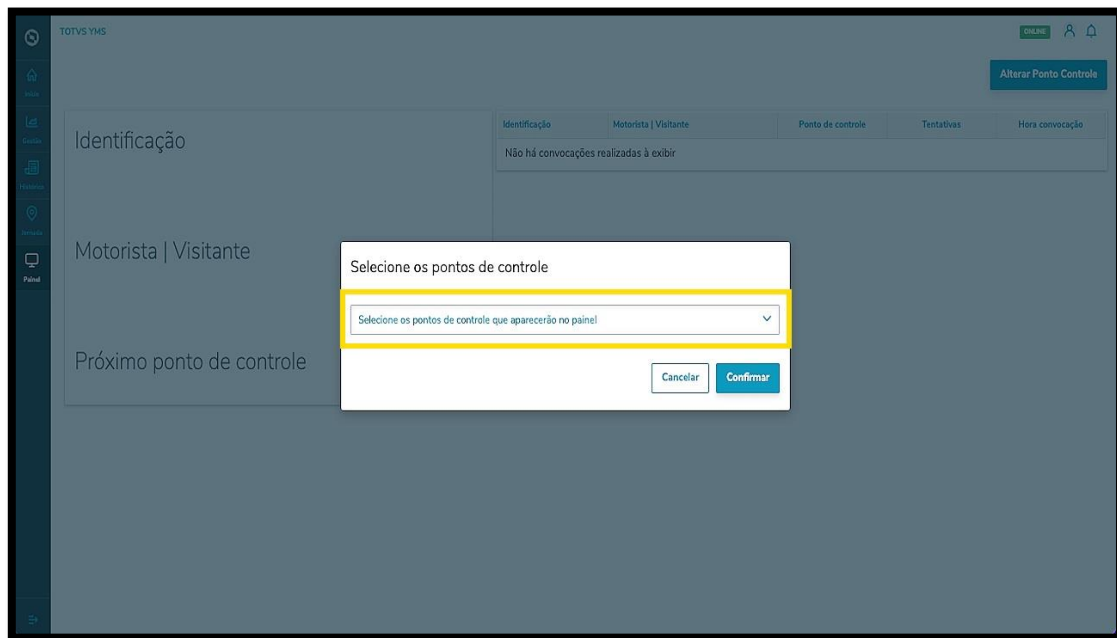 TOTVS YMS
ONLINE
Alterar Ponto Controle
Início
Gestão
Histórico
Jornada
Painel
Identificação
Motorista | Visitante
Próximo ponto de controle
Identificação Motorista | Visitante Ponto de controle Tentativas Hora convocação
Não há convocações realizadas à exibir
Selecione os pontos de controle
Selecione os pontos de controle que aparecerão no painel
Cancelar Confirmar